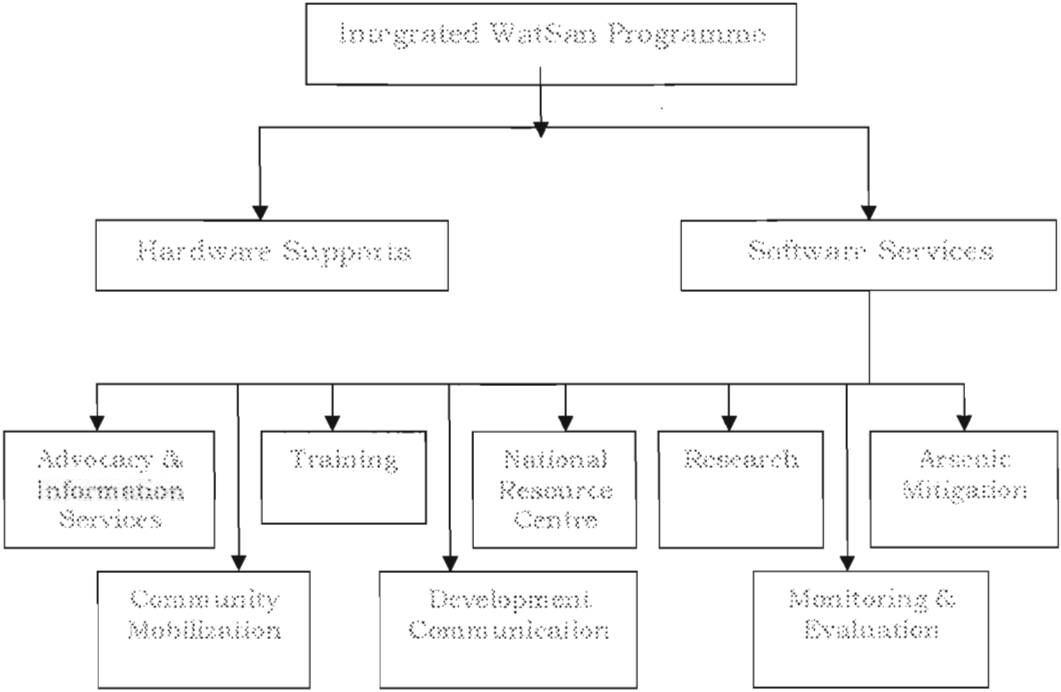 Integrated WatSan Programme
Hardware Supports
Software Services
Advocacy &
Information
Services
Training
National
Resource
Centre
Research
Arsenic
Mitigation
Community
Mobilization
Development
Communication
Monitoring &
Evaluation